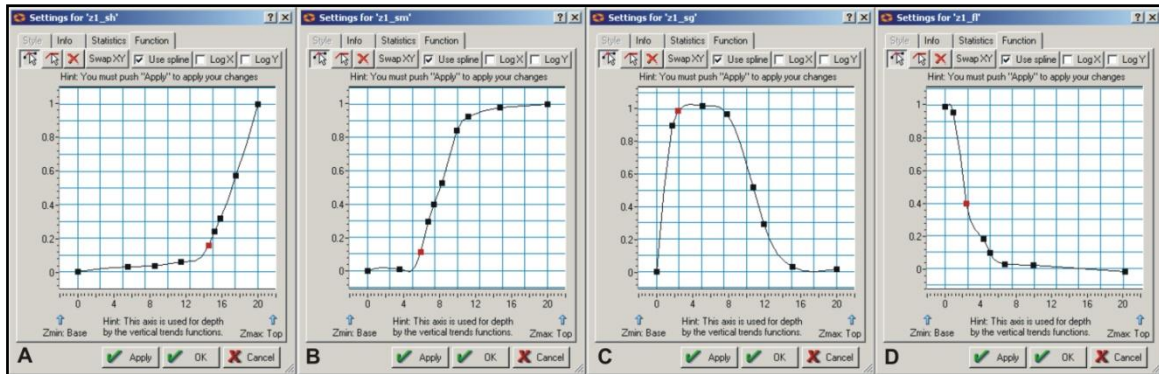 Settings for 'z1_sh'
Style Info Statistics Function
Swap XY Use spline Log X Log Y
Hint: You must push "Apply" to apply your changes
1
0.8
0.6
0.4
0.2
0
0 4 8 12 16 20
Hint: This axis is used for depth
by the vertical trends functions.
Zmin: Base Zmax: Top
A Apply OK Cancel
Settings for 'z1_sm'
Style Info Statistics Function
Swap XY Use spline Log X Log Y
Hint: You must push "Apply" to apply your changes
1
0.8
0.6
0.4
0.2
0
0 4 8 12 16 20
Hint: This axis is used for depth
by the vertical trends functions.
Zmin: Base Zmax: Top
B Apply OK Cancel
Settings for 'z1_sg'
Style Info Statistics Function
Swap XY Use spline Log X Log Y
Hint: You must push "Apply" to apply your changes
1
0.8
0.6
0.4
0.2
0
0 4 8 12 16 20
Hint: This axis is used for depth
by the vertical trends functions.
Zmin: Base Zmax: Top
C Apply OK Cancel
Settings for 'z1_fl'
Style Info Statistics Function
Swap XY Use spline Log X Log Y
Hint: You must push "Apply" to apply your changes
1
0.8
0.6
0.4
0.2
0
0 4 8 12 16 20
Hint: This axis is used for depth
by the vertical trends functions.
Zmin: Base Zmax: Top
D Apply OK Cancel